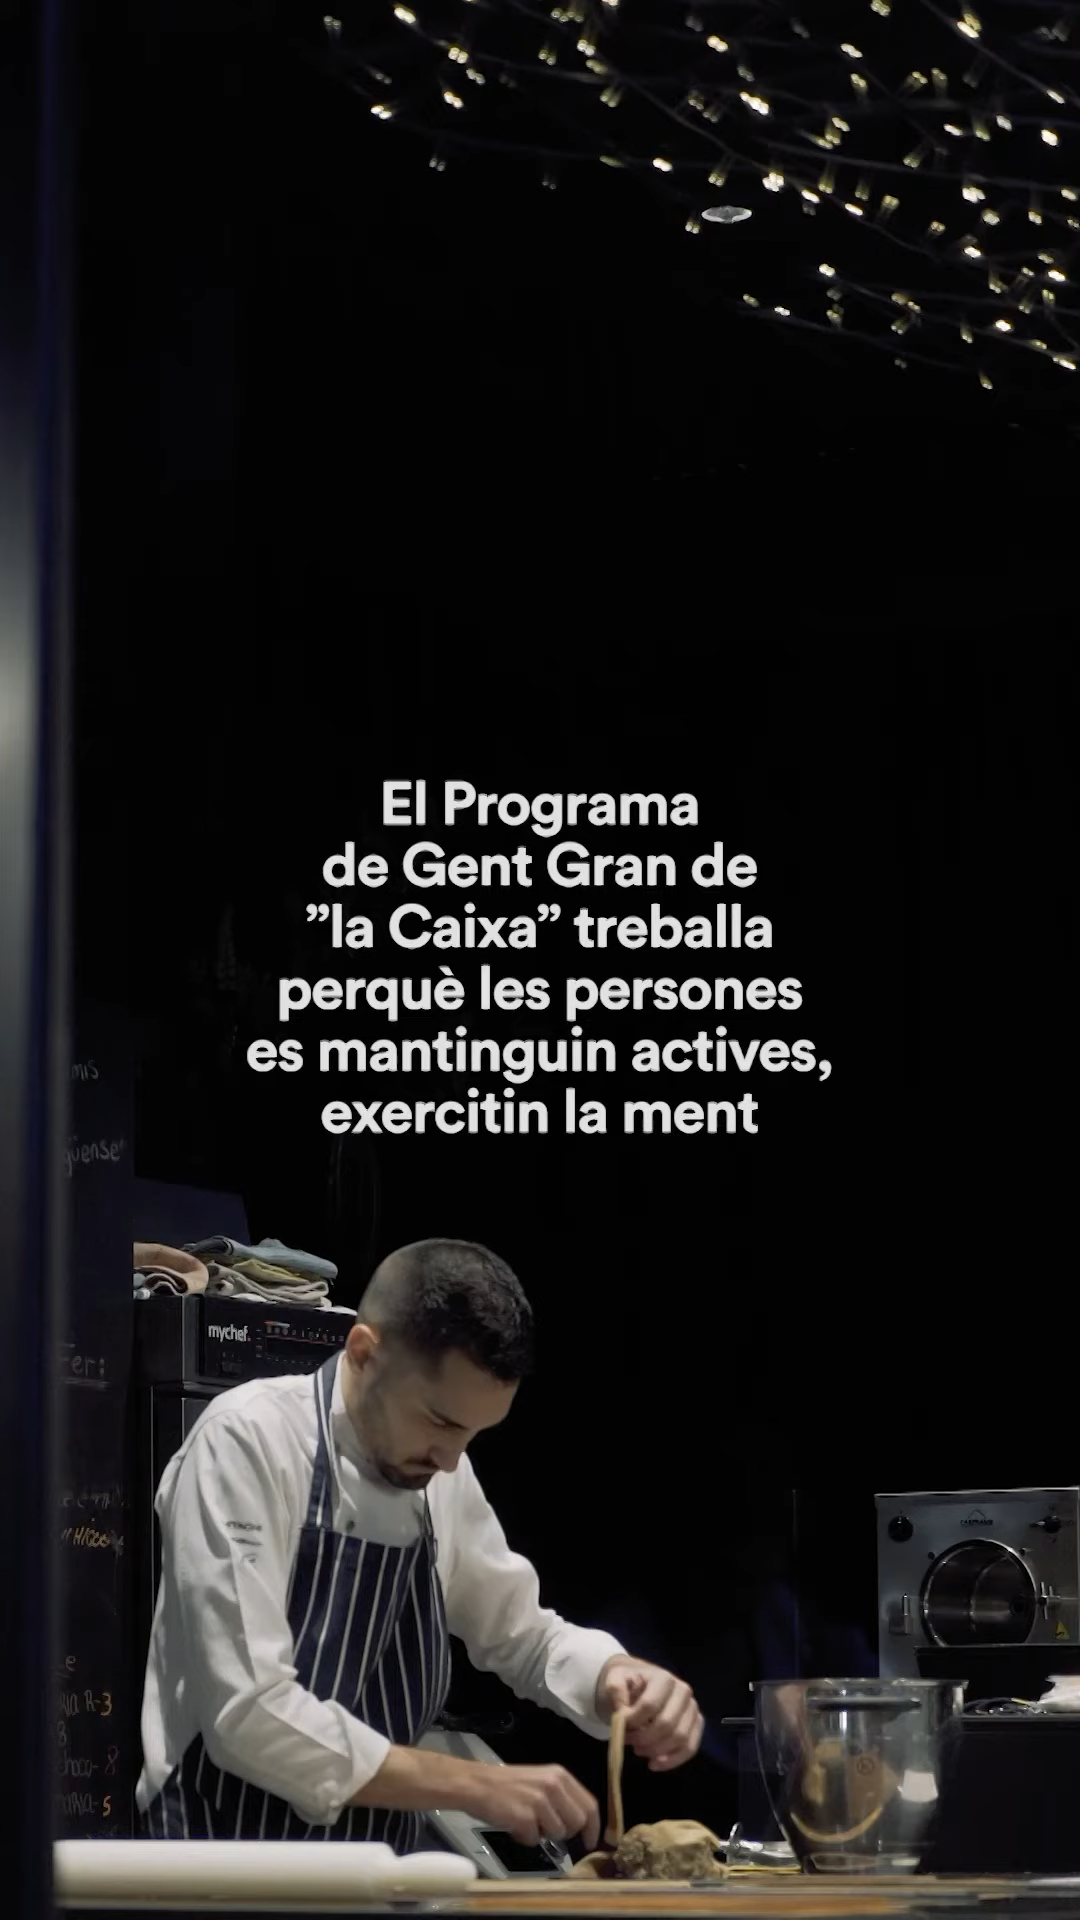 El Programa
de Gent Gran de
”la Caixa” treballa
perquè les persones
es mantinguin actives,
exercitin la ment
mychef.